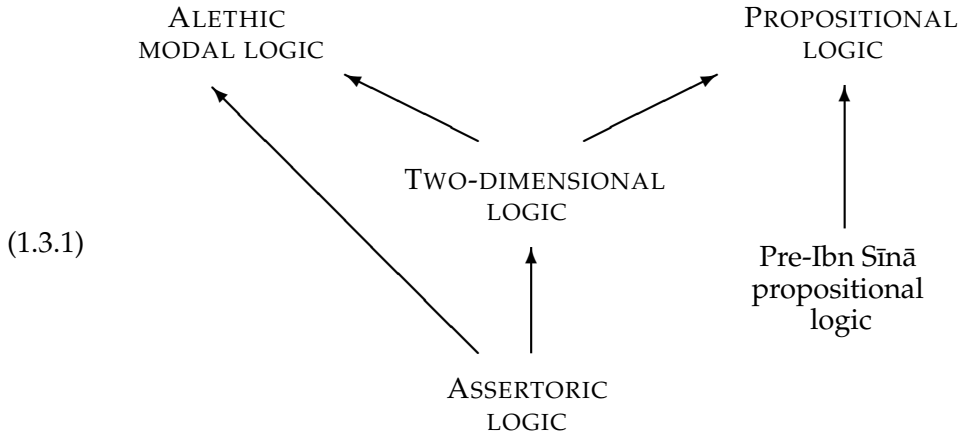 ALETHIC
MODAL LOGIC
PROPOSITIONAL
LOGIC
TWO-DIMENSIONAL
LOGIC
(1.3.1)
Pre-Ibn Sīnā
propositional
logic
ASSERTORIC
LOGIC